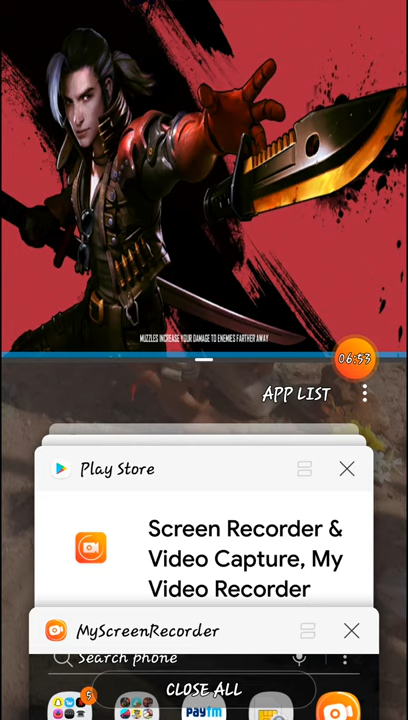 MUZZLES INCREASE YOUR DAMAGE TO ENEMIES FARTHER AWAY
06:53
APP LIST
Play Store
Screen Recorder &
Video Capture, My
Video Recorder
MyScreenRecorder
Search phone
CLOSE ALL
5
paytm